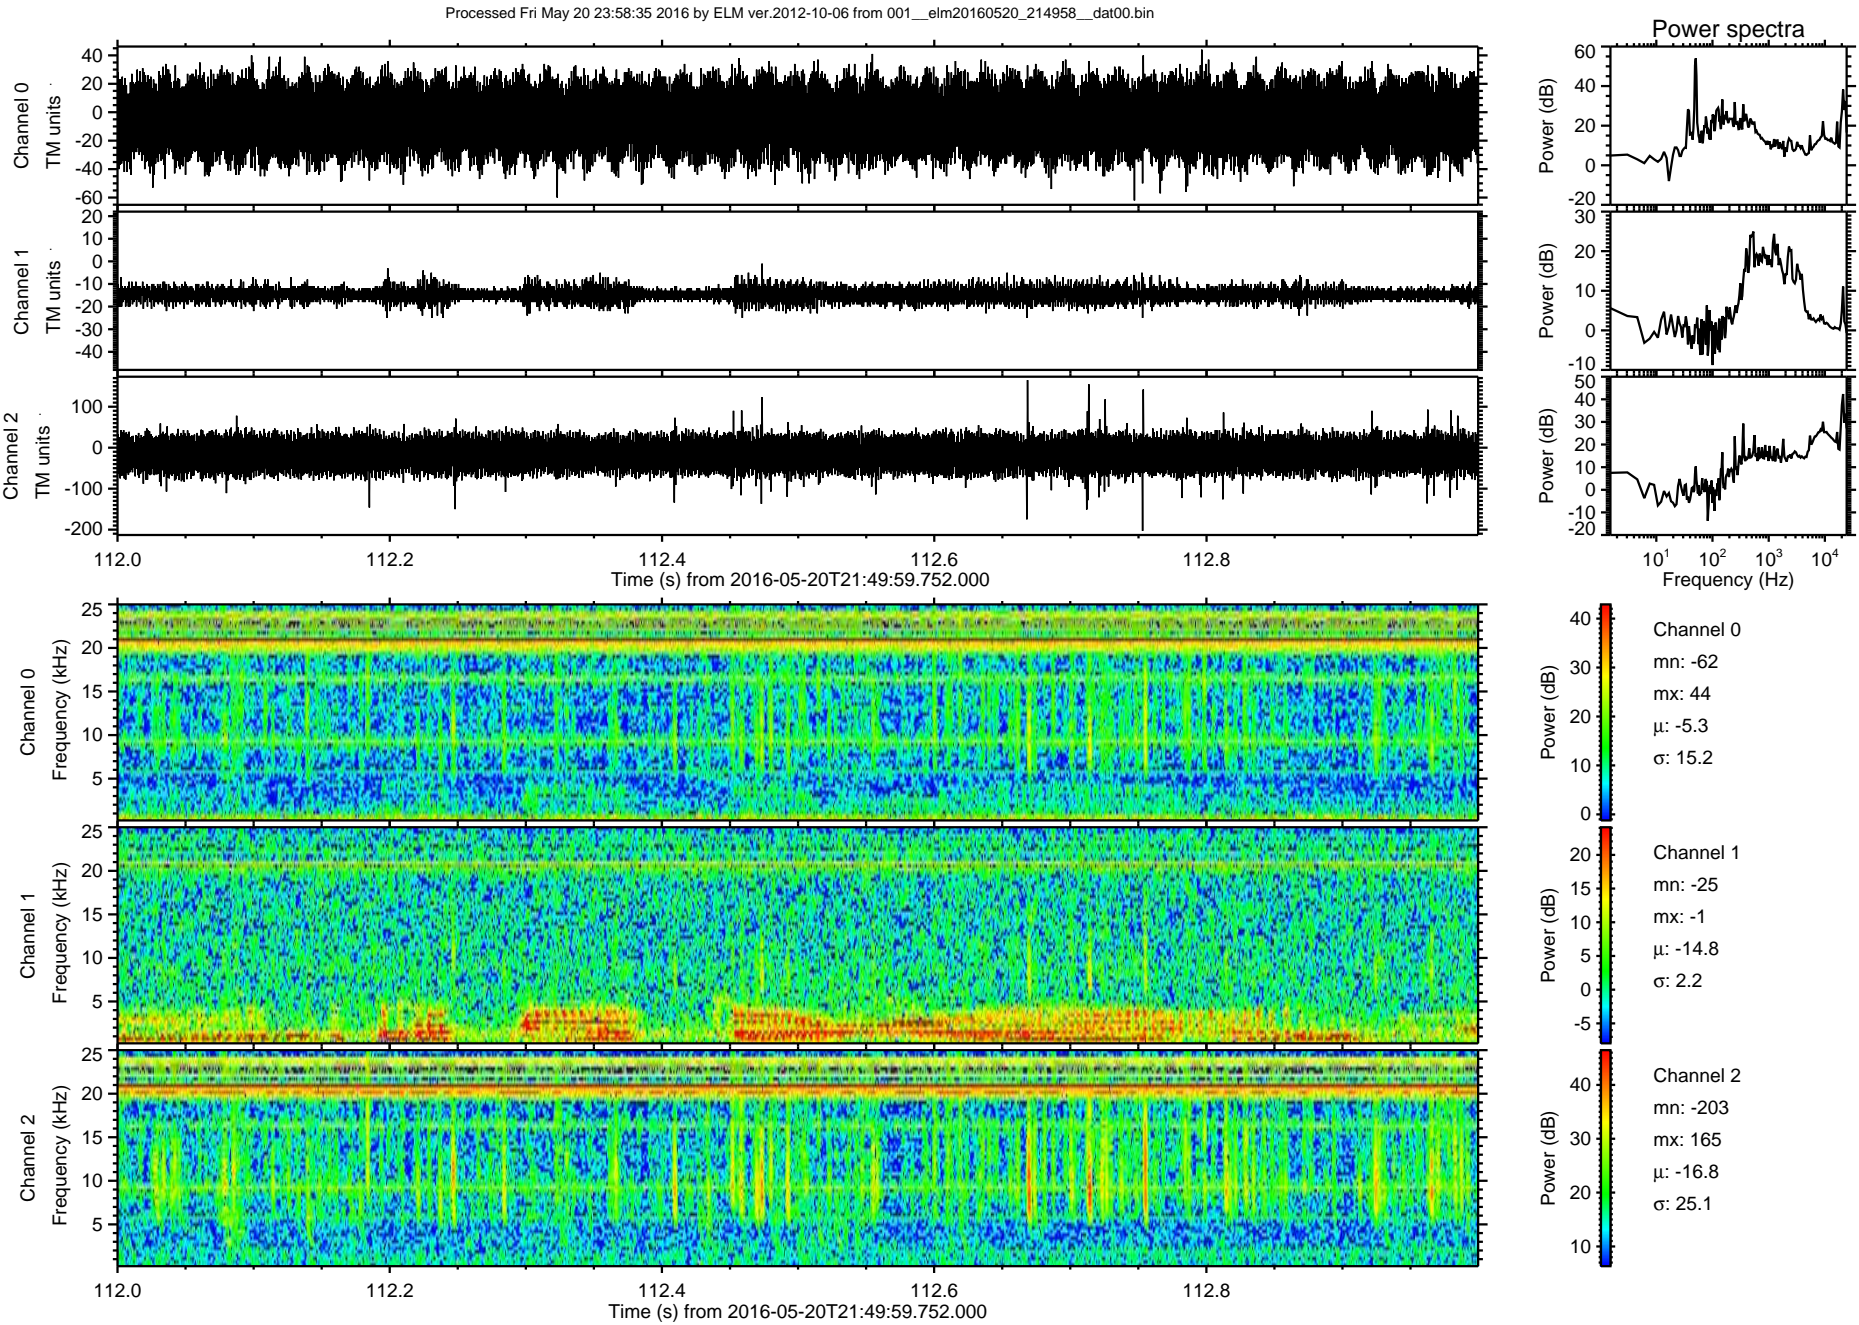 Processed Fri May 20 23:58:35 2016 by ELM ver.2012-10-06 from 001__elm20160520_214958__dat00.bin
Power spectra
Channel 0
TM units
40
20
0
-20
-40
-60
Power (dB)
60
40
20
0
-20
Channel 1
TM units
20
10
0
-10
-20
-30
-40
Power (dB)
30
20
10
0
-10
Channel 2
TM units
100
0
-100
-200
Power (dB)
50
40
30
20
10
0
-10
-20
112.0 112.2 112.4 112.6 112.8
Time (s) from 2016-05-20T21:49:59.752.000
10^1 10^2 10^3 10^4
Frequency (Hz)
Channel 0
Frequency (kHz)
25
20
15
10
5
Power (dB)
40
30
20
10
0
Channel 0
mn: -62
mx: 44
μ: -5.3
σ: 15.2
Channel 1
Frequency (kHz)
25
20
15
10
5
Power (dB)
20
15
10
5
0
-5
Channel 1
mn: -25
mx: -1
μ: -14.8
σ: 2.2
Channel 2
Frequency (kHz)
25
20
15
10
5
Power (dB)
40
30
20
10
Channel 2
mn: -203
mx: 165
μ: -16.8
σ: 25.1
112.0 112.2 112.4 112.6 112.8
Time (s) from 2016-05-20T21:49:59.752.000